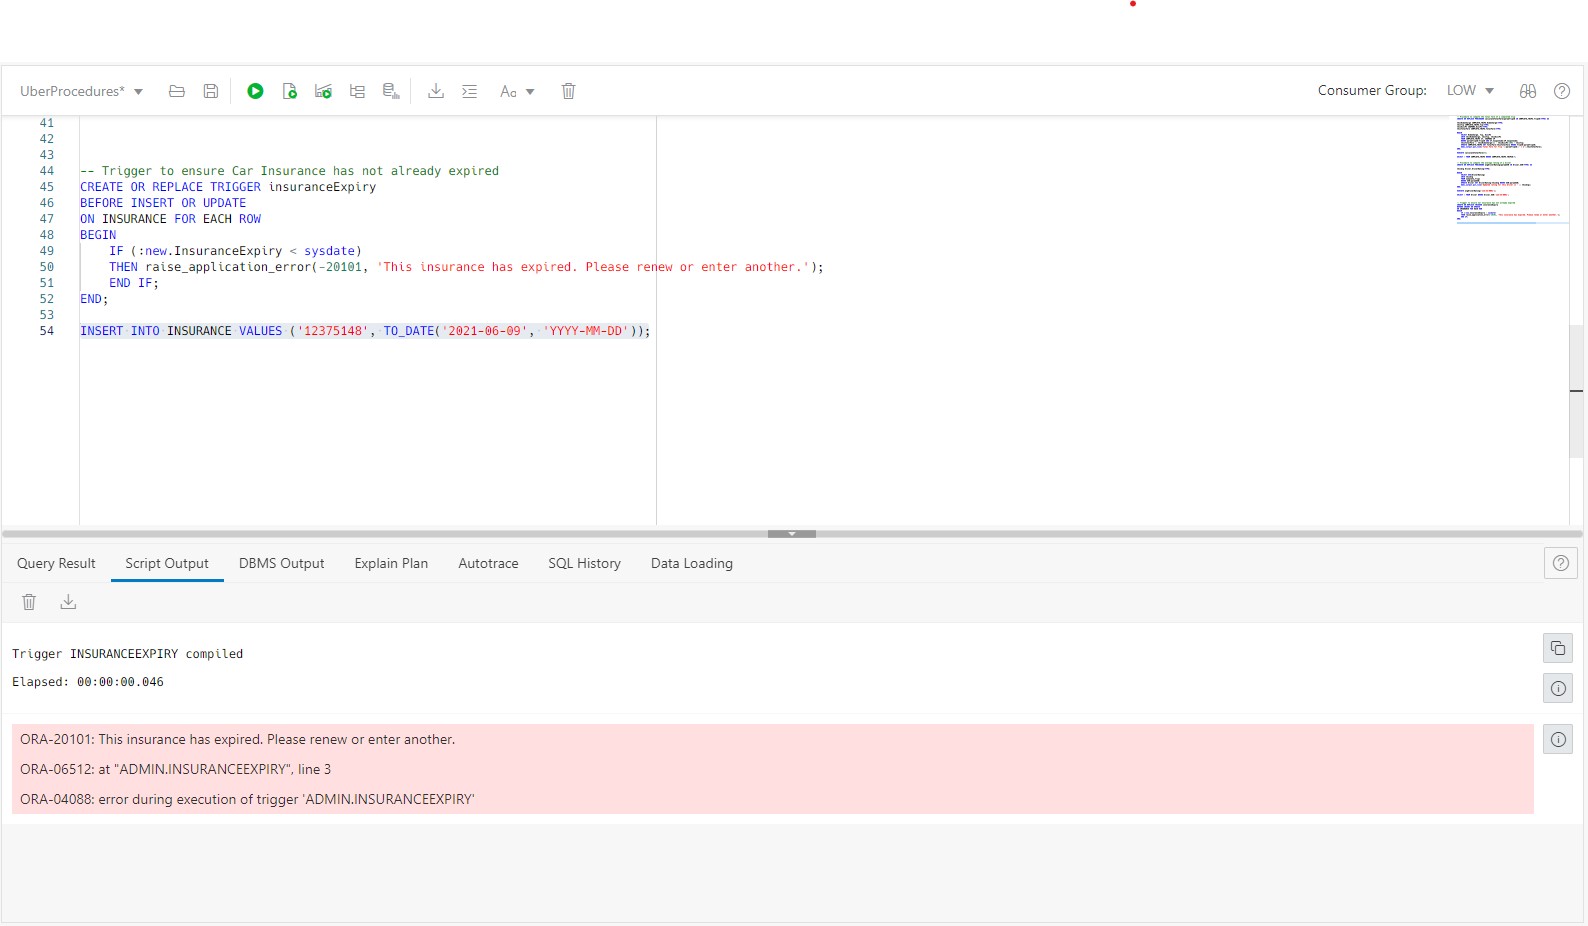 UberProcedures*
Aa
Consumer Group: LOW
41
42
43
44 -- Trigger to ensure Car Insurance has not already expired
45 CREATE OR REPLACE TRIGGER insuranceExpiry
46 BEFORE INSERT OR UPDATE
47 ON INSURANCE FOR EACH ROW
48 BEGIN
49 IF (:new.InsuranceExpiry < sysdate)
50 THEN raise_application_error(-20101, 'This insurance has expired. Please renew or enter another.');
51 END IF;
52 END;
53
54 INSERT INTO INSURANCE VALUES ('12375148', TO_DATE('2021-06-09', 'YYYY-MM-DD'));
Query Result Script Output DBMS Output Explain Plan Autotrace SQL History Data Loading
Trigger INSURANCEEXPIRY compiled
Elapsed: 00:00:00.046
ORA-20101: This insurance has expired. Please renew or enter another.
ORA-06512: at "ADMIN.INSURANCEEXPIRY", line 3
ORA-04088: error during execution of trigger 'ADMIN.INSURANCEEXPIRY'